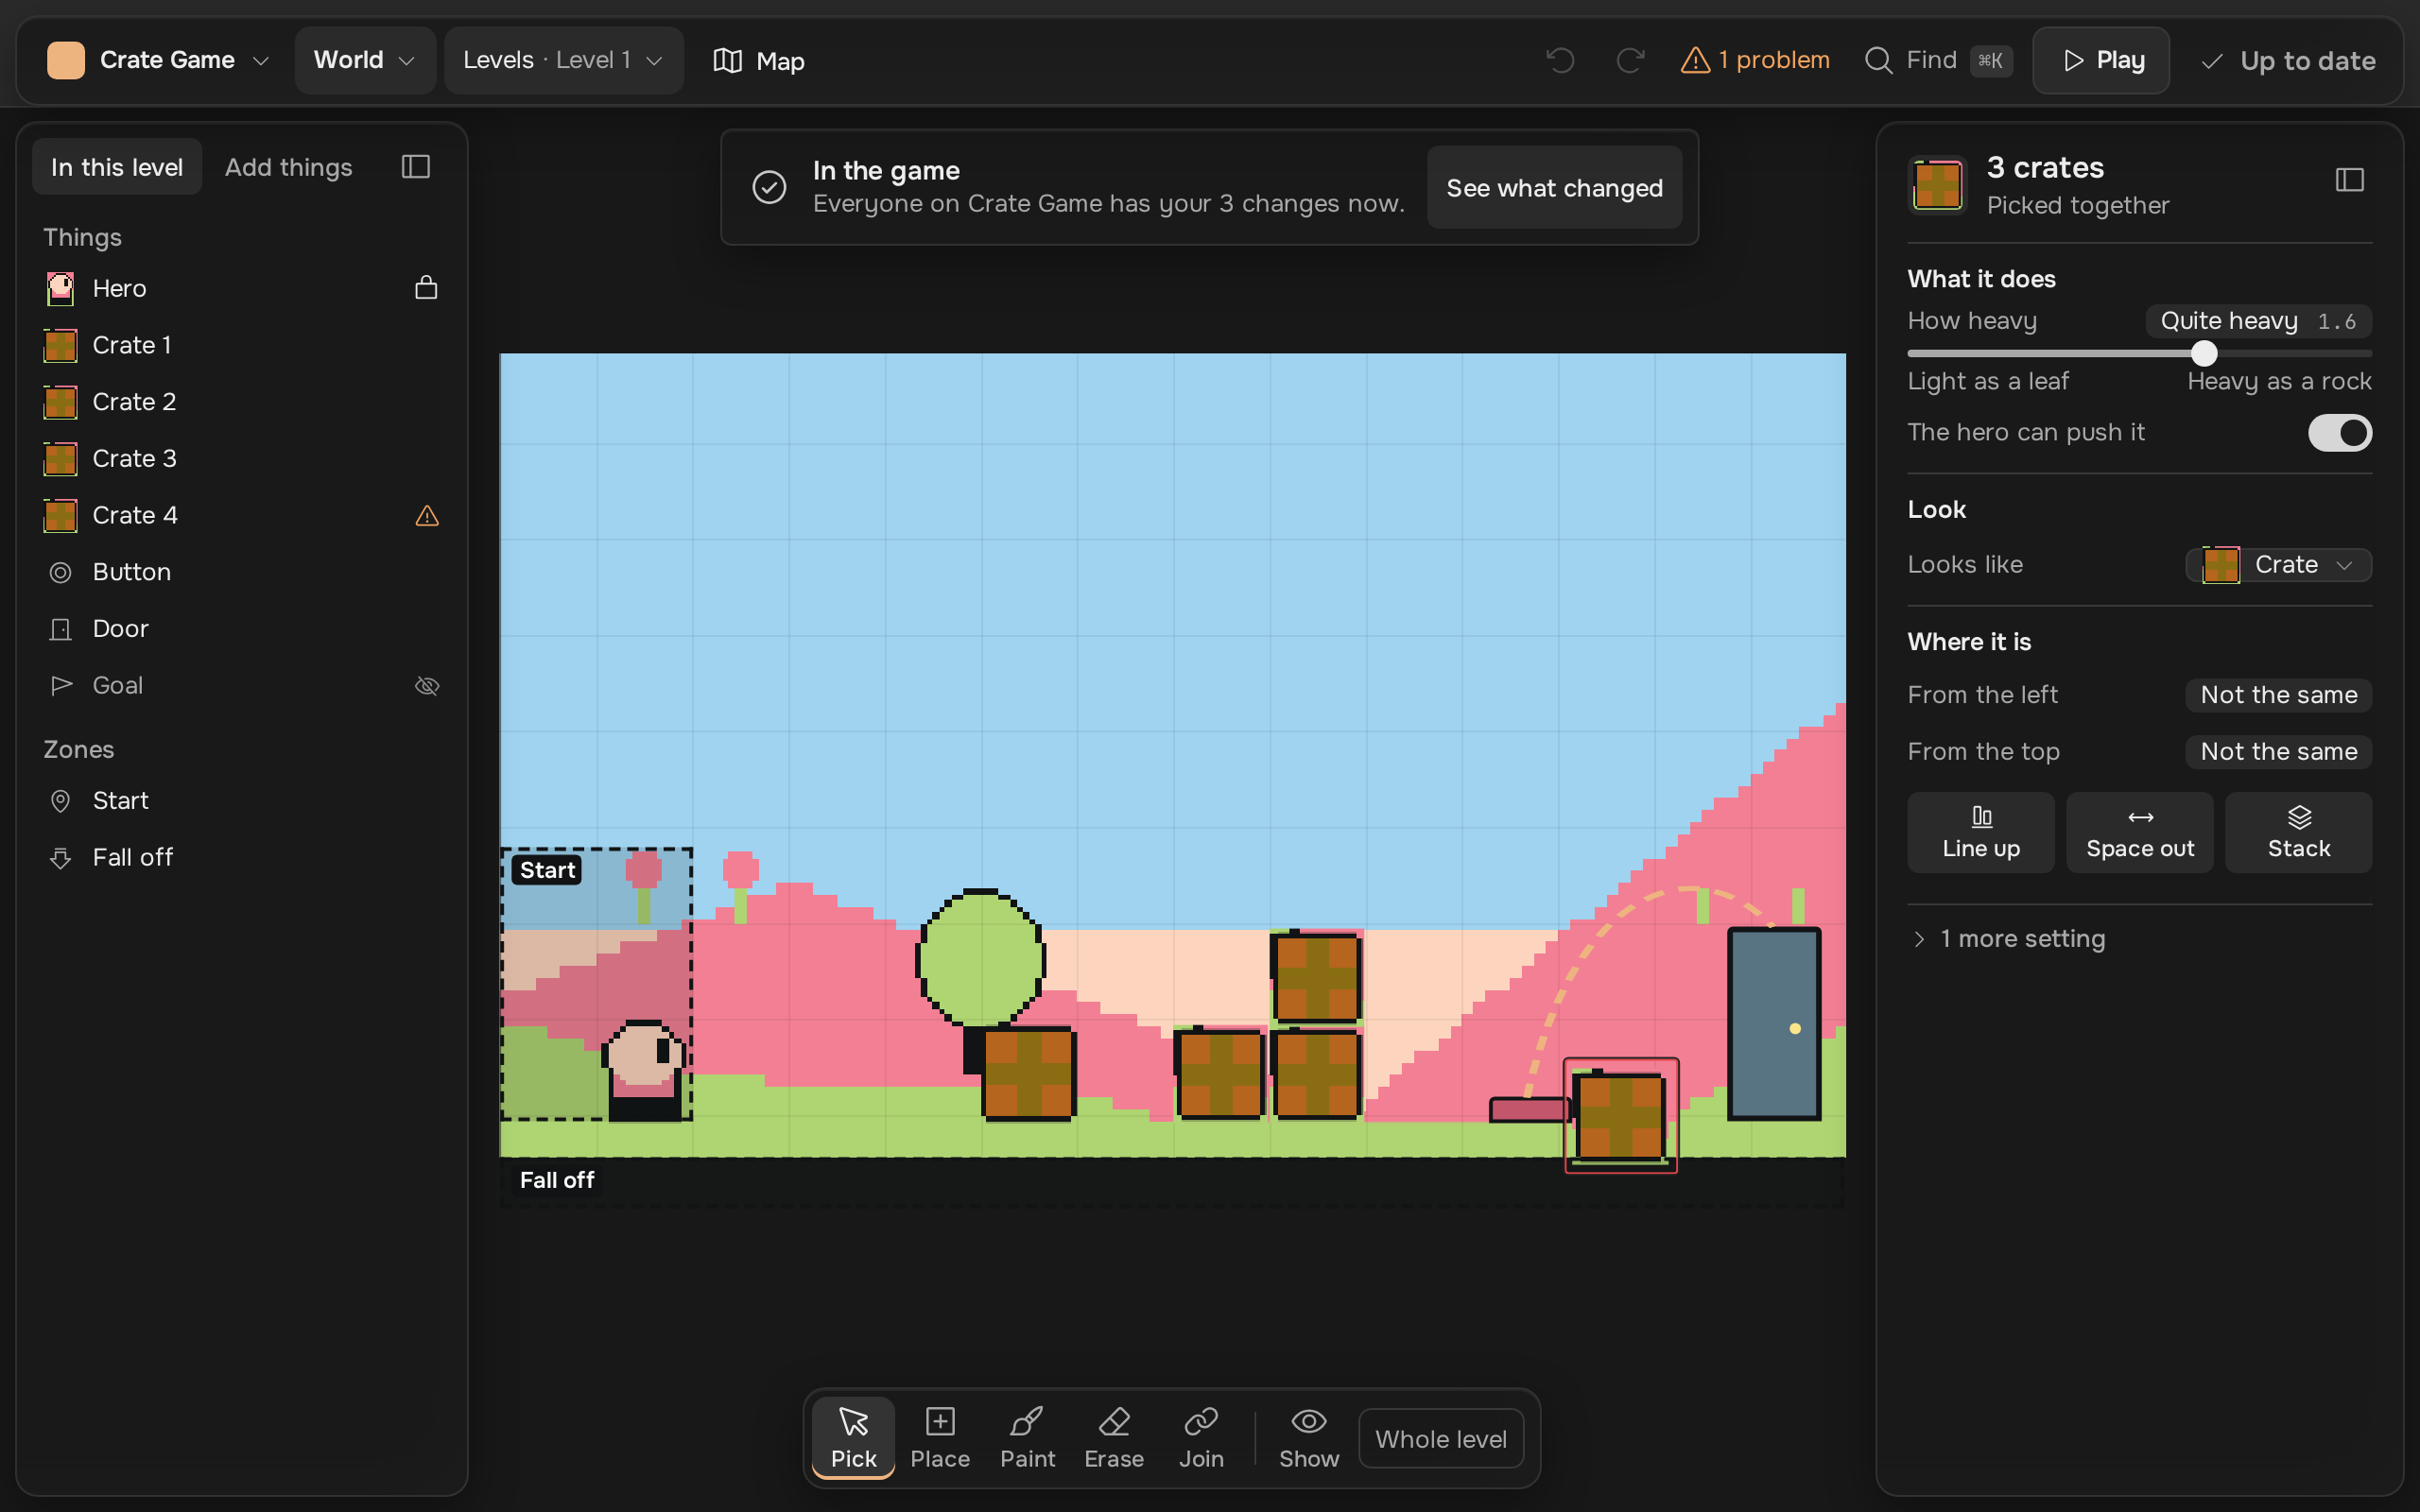 Crate Game
World
Levels · Level 1
Map
1 problem
Find ⌘K
Play
Up to date
In this level
Add things
Things
Hero
Crate 1
Crate 2
Crate 3
Crate 4
Button
Door
Goal
Zones
Start
Fall off
In the game
Everyone on Crate Game has your 3 changes now.
See what changed
Start
Fall off
Pick
Place
Paint
Erase
Join
Show
Whole level
3 crates
Picked together
What it does
How heavy
Quite heavy 1.6
Light as a leaf
Heavy as a rock
The hero can push it
Look
Looks like
Crate
Where it is
From the left
Not the same
From the top
Not the same
Line up
Space out
Stack
1 more setting